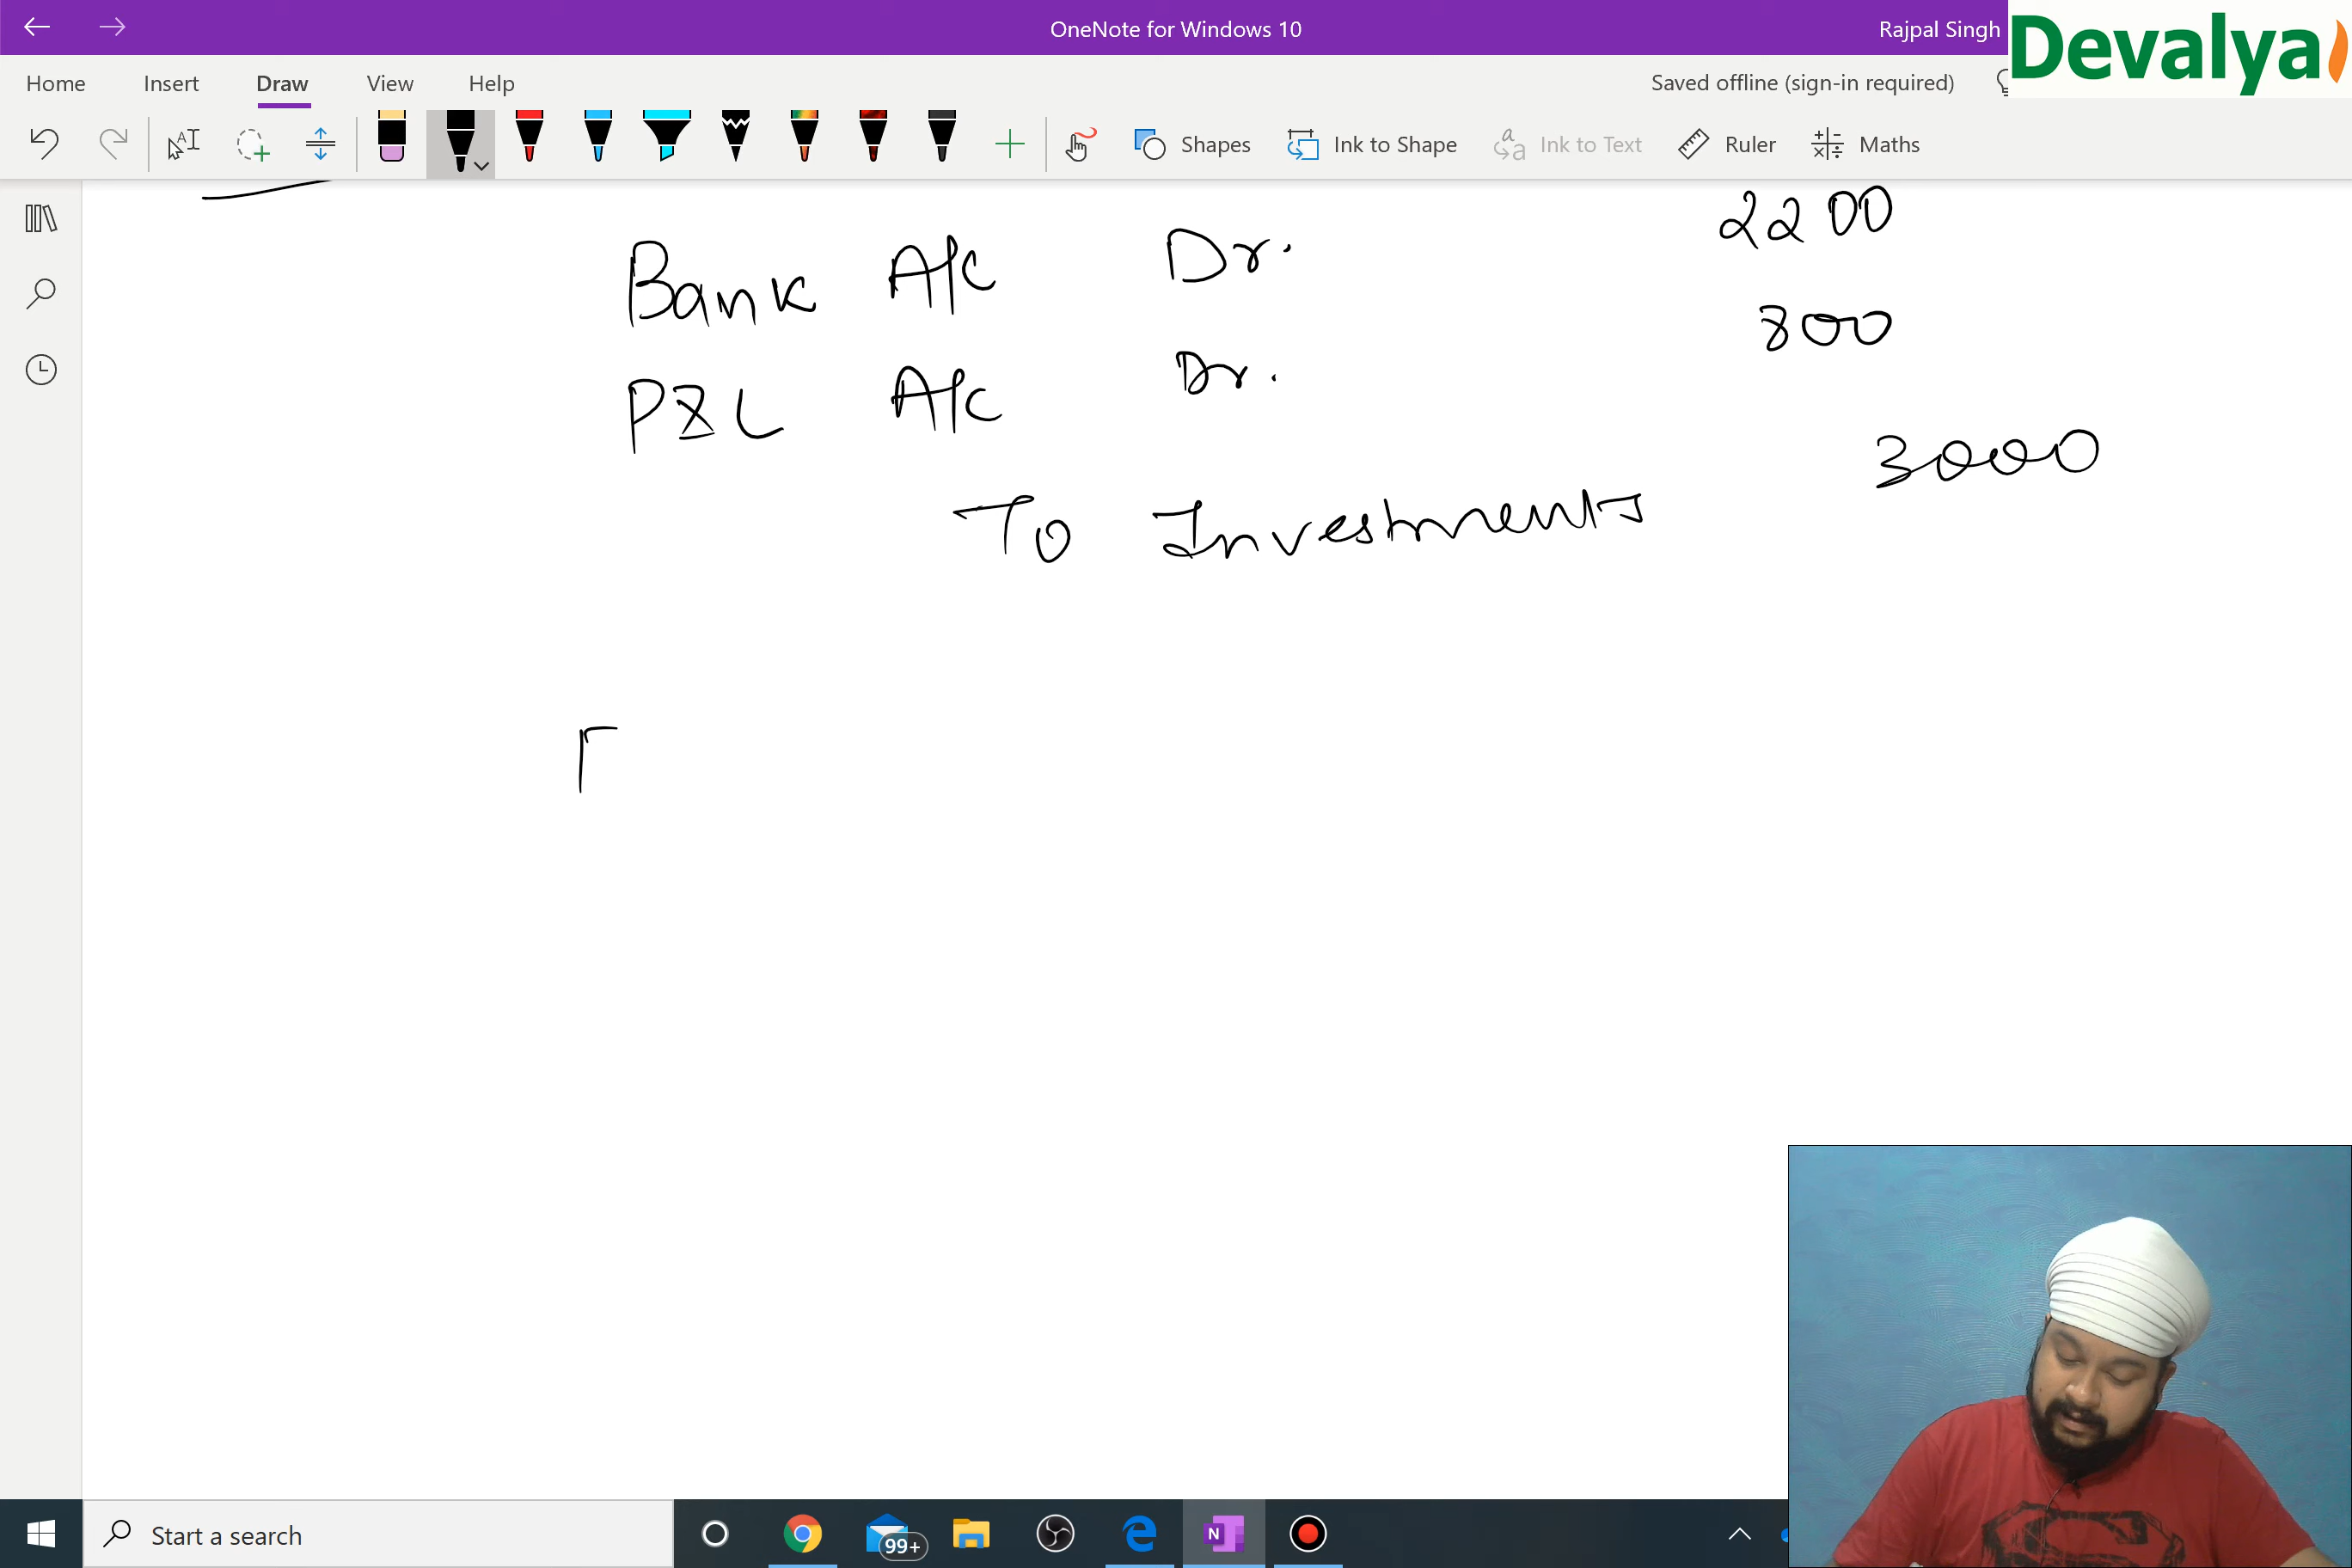 OneNote for Windows 10
Rajpal Singh
Devalya
Home Insert Draw View Help
Saved offline (sign-in required)
Shapes Ink to Shape Ink to Text Ruler Maths
2200
Bank A/c Dr.
800
P&L A/c Dr.
3000
To Investments
Start a search
99+